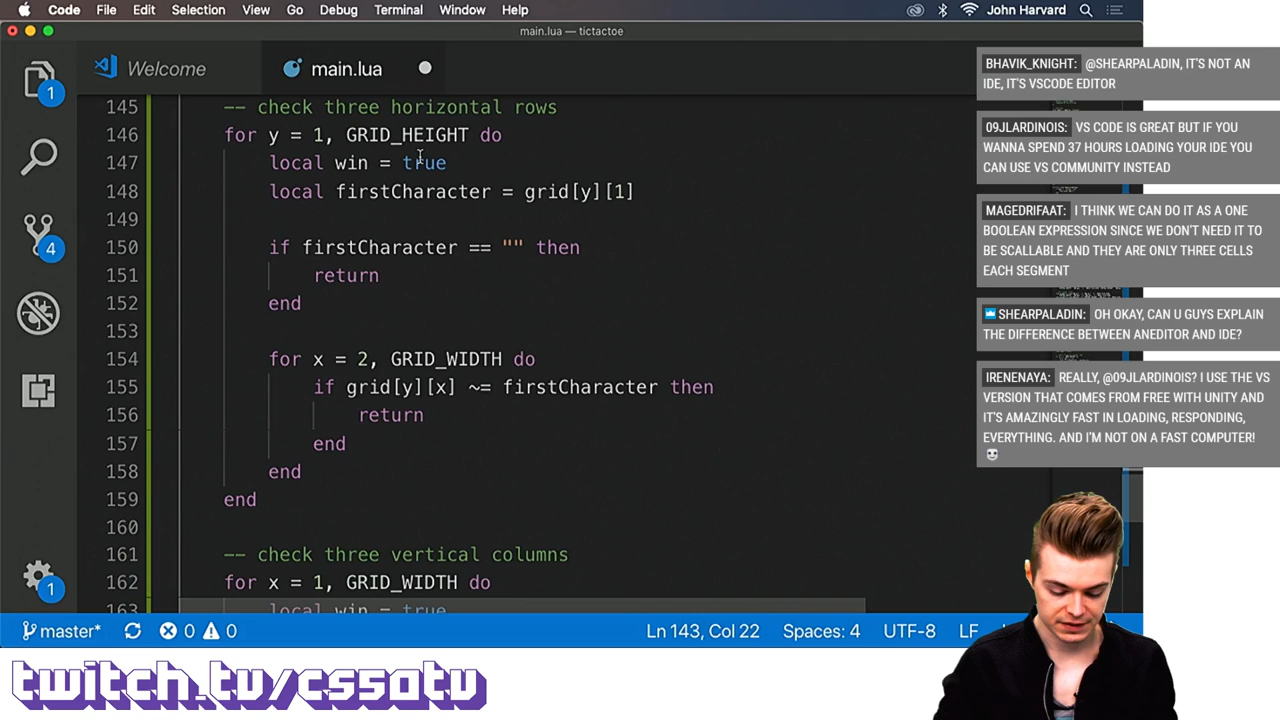 Code File Edit Selection View Go Debug Terminal Window Help John Harvard
main.lua — tictactoe
Welcome main.lua
1
4
1
145 -- check three horizontal rows
146 for y = 1, GRID_HEIGHT do
147 local win = true
148 local firstCharacter = grid[y][1]
149
150 if firstCharacter == "" then
151 return
152 end
153
154 for x = 2, GRID_WIDTH do
155 if grid[y][x] ~= firstCharacter then
156 return
157 end
158 end
159 end
160
161 -- check three vertical columns
162 for x = 1, GRID_WIDTH do
163 local win = true
master* 0 0 Ln 143, Col 22 Spaces: 4 UTF-8 LF
BHAVIK_KNIGHT: @SHEARPALADIN, IT'S NOT AN
IDE, IT'S VSCODE EDITOR
09JLARDINOIS: VS CODE IS GREAT BUT IF YOU
WANNA SPEND 37 HOURS LOADING YOUR IDE YOU
CAN USE VS COMMUNITY INSTEAD
MAGEDRIFAAT: I THINK WE CAN DO IT AS A ONE
BOOLEAN EXPRESSION SINCE WE DON'T NEED IT TO
BE SCALLABLE AND THEY ARE ONLY THREE CELLS
EACH SEGMENT
SHEARPALADIN: OH OKAY, CAN U GUYS EXPLAIN
THE DIFFERENCE BETWEEN ANEDITOR AND IDE?
IRENENAYA: REALLY, @09JLARDINOIS? I USE THE VS
VERSION THAT COMES FROM FREE WITH UNITY AND
IT'S AMAZINGLY FAST IN LOADING, RESPONDING,
EVERYTHING. AND I'M NOT ON A FAST COMPUTER!
twitch.tv/cs50tv